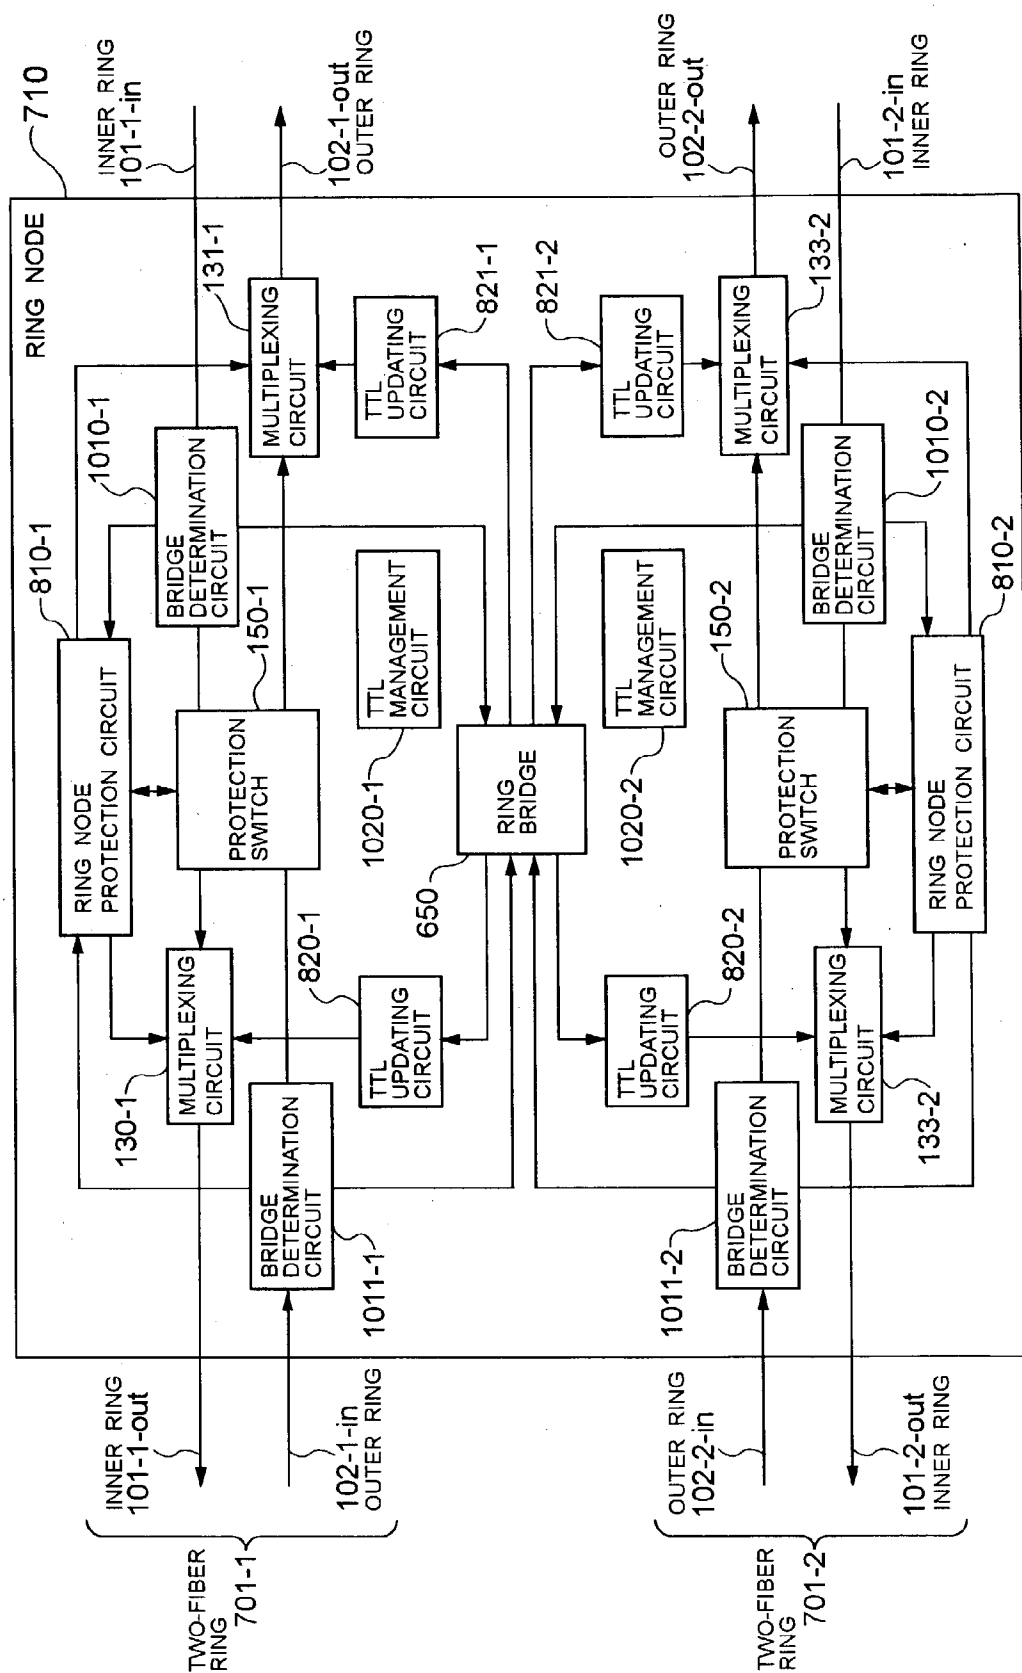 710
RING NODE
INNER RING
101-1-in
102-1-out
OUTER RING
OUTER RING
102-2-out
101-2-in
INNER RING
131-1
MULTIPLEXING
CIRCUIT
TTL
UPDATING
CIRCUIT
821-1
821-2
TTL
UPDATING
CIRCUIT
MULTIPLEXING
CIRCUIT
133-2
810-1
1010-1
BRIDGE
DETERMINATION
CIRCUIT
BRIDGE
DETERMINATION
CIRCUIT
1010-2
810-2
RING NODE
PROTECTION CIRCUIT
150-1
PROTECTION
SWITCH
TTL
MANAGEMENT
CIRCUIT
1020-1
RING
BRIDGE
650
TTL
MANAGEMENT
CIRCUIT
1020-2
150-2
PROTECTION
SWITCH
RING NODE
PROTECTION CIRCUIT
130-1
MULTIPLEXING
CIRCUIT
820-1
TTL
UPDATING
CIRCUIT
820-2
TTL
UPDATING
CIRCUIT
MULTIPLEXING
CIRCUIT
133-2
BRIDGE
DETERMINATION
CIRCUIT
1011-1
1011-2
BRIDGE
DETERMINATION
CIRCUIT
INNER RING
101-1-out
102-1-in
OUTER RING
OUTER RING
102-2-in
101-2-out
INNER RING
TWO-FIBER
RING
701-1
TWO-FIBER
RING
701-2